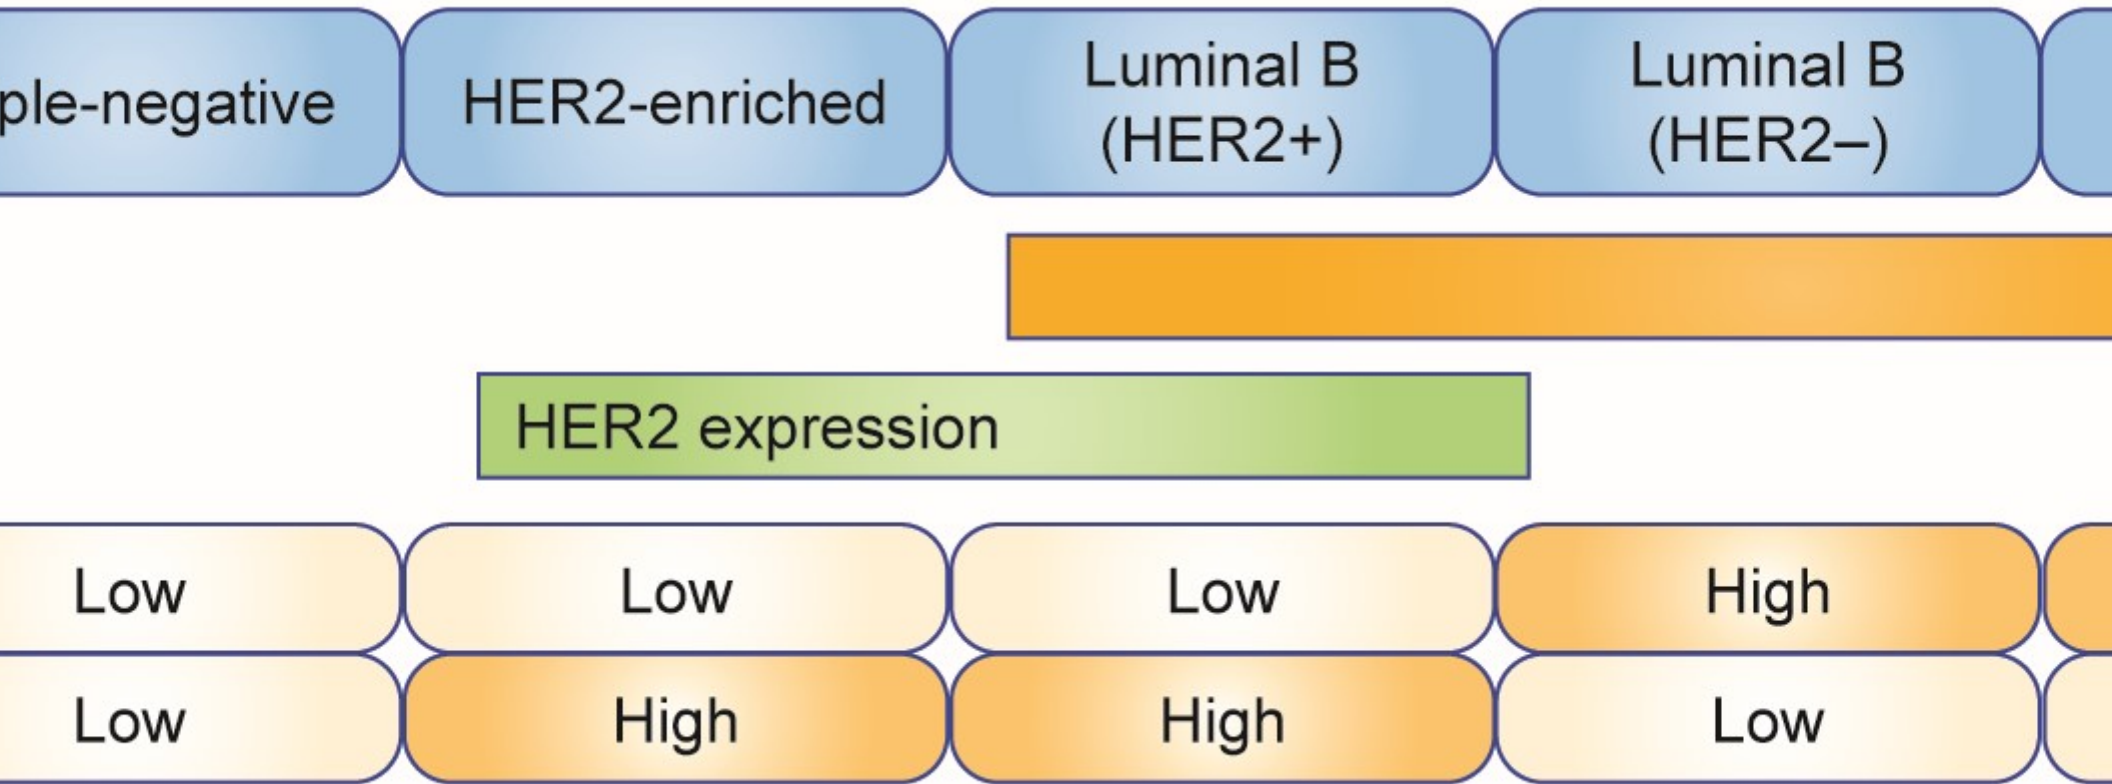 ple-negative
HER2-enriched
Luminal B
(HER2+)
Luminal B
(HER2–)
HER2 expression
Low
Low
Low
High
Low
High
High
Low